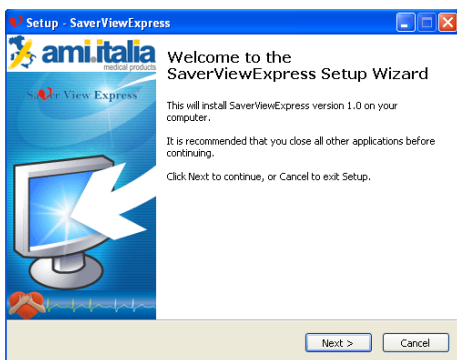 Setup - SaverViewExpress
ami.italia
medical products
Saver View Express
Welcome to the
SaverViewExpress Setup Wizard
This will install SaverViewExpress version 1.0 on your
computer.
It is recommended that you close all other applications before
continuing.
Click Next to continue, or Cancel to exit Setup.
Next >
Cancel